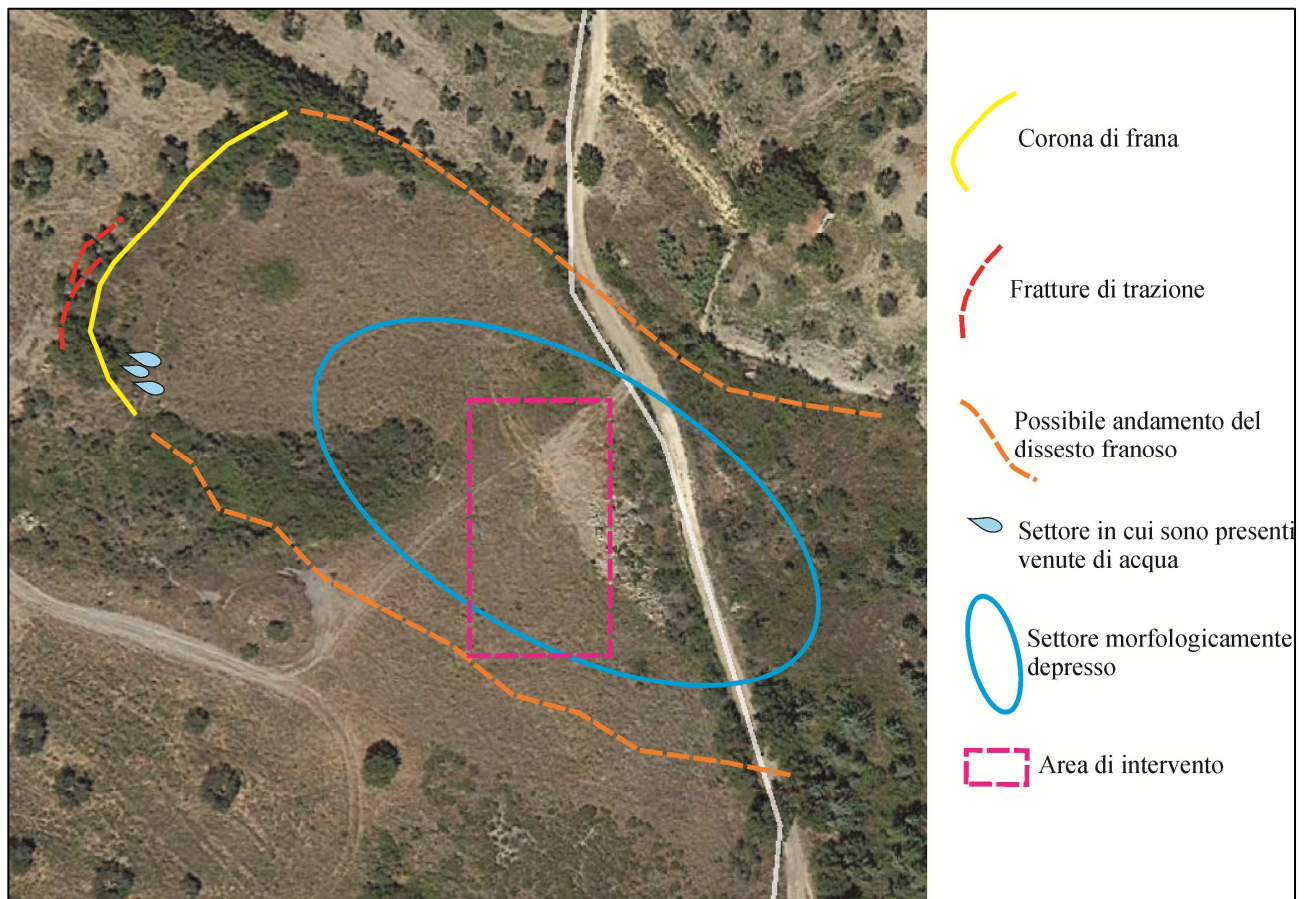 Corona di frana
Fratture di trazione
Possibile andamento del
dissesto franoso
Settore in cui sono presenti
venute di acqua
Settore morfologicamente
depresso
Area di intervento